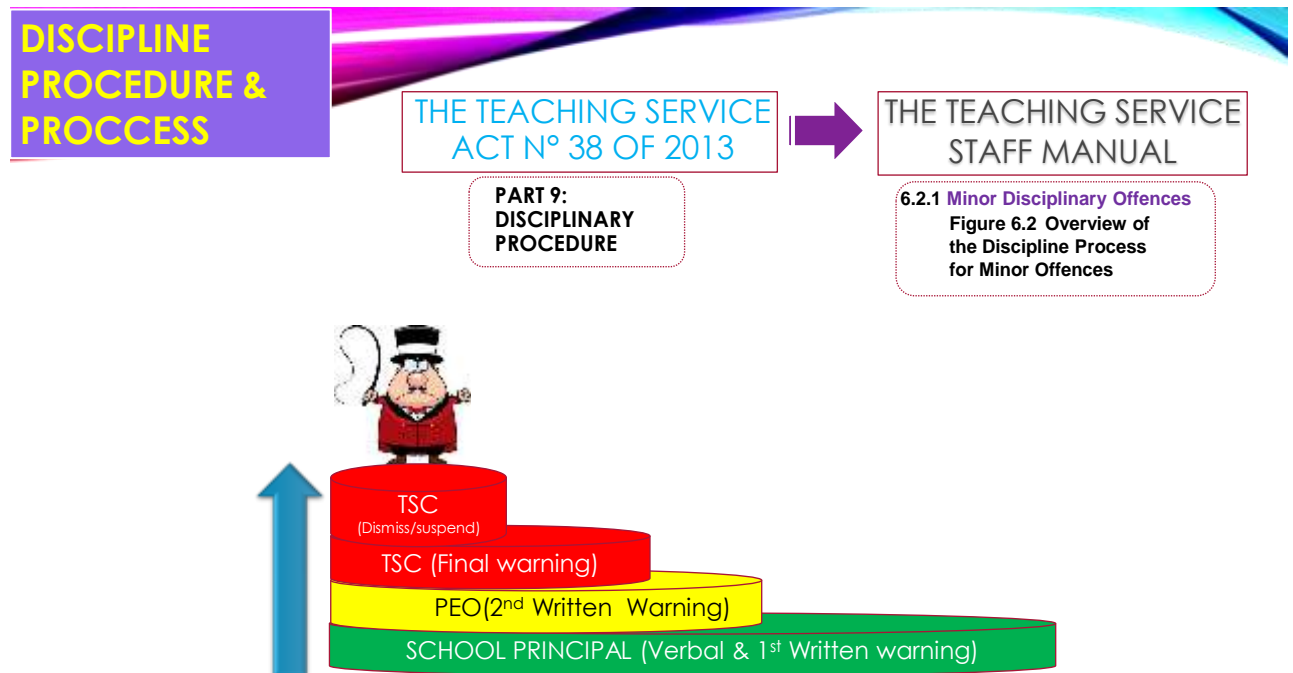 DISCIPLINE
PROCEDURE &
PROCCESS
THE TEACHING SERVICE
ACT N° 38 OF 2013
THE TEACHING SERVICE
STAFF MANUAL
PART 9:
DISCIPLINARY
PROCEDURE
6.2.1 Minor Disciplinary Offences
Figure 6.2 Overview of
the Discipline Process
for Minor Offences
TSC
(Dismiss/suspend)
TSC (Final warning)
PEO(2nd Written Warning)
SCHOOL PRINCIPAL (Verbal & 1st Written warning)